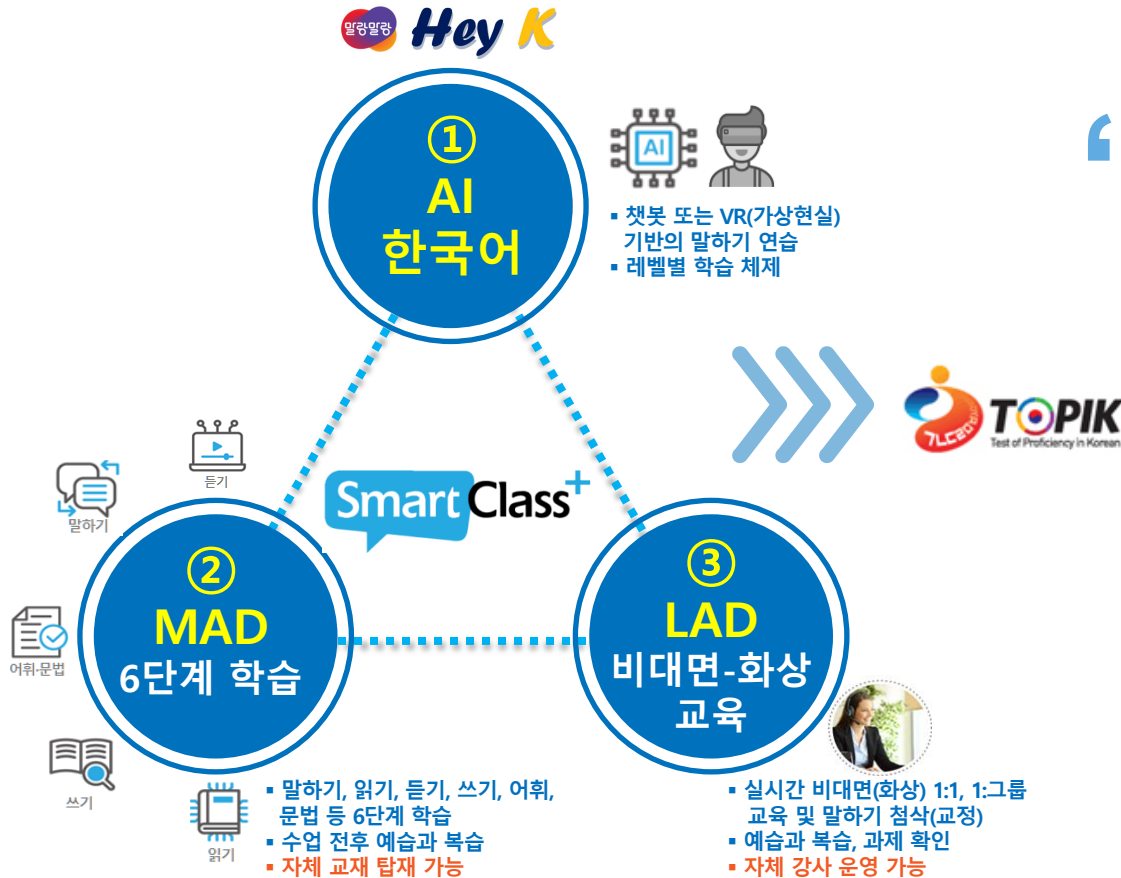 말랑말랑 Hey K
①
AI
한국어
AI
▪ 챗봇 또는 VR(가상현실)
기반의 말하기 연습
▪ 레벨별 학습 체제
‘
TOPIK
Test of Proficiency in Korean
듣기
말하기
Smart Class+
②
MAD
6단계 학습
③
LAD
비대면-화상
교육
어휘·문법
쓰기
읽기
▪ 말하기, 읽기, 듣기, 쓰기, 어휘,
문법 등 6단계 학습
▪ 수업 전후 예습과 복습
▪ 자체 교재 탑재 가능
▪ 실시간 비대면(화상) 1:1, 1:그룹
교육 및 말하기 첨삭(교정)
▪ 예습과 복습, 과제 확인
▪ 자체 강사 운영 가능